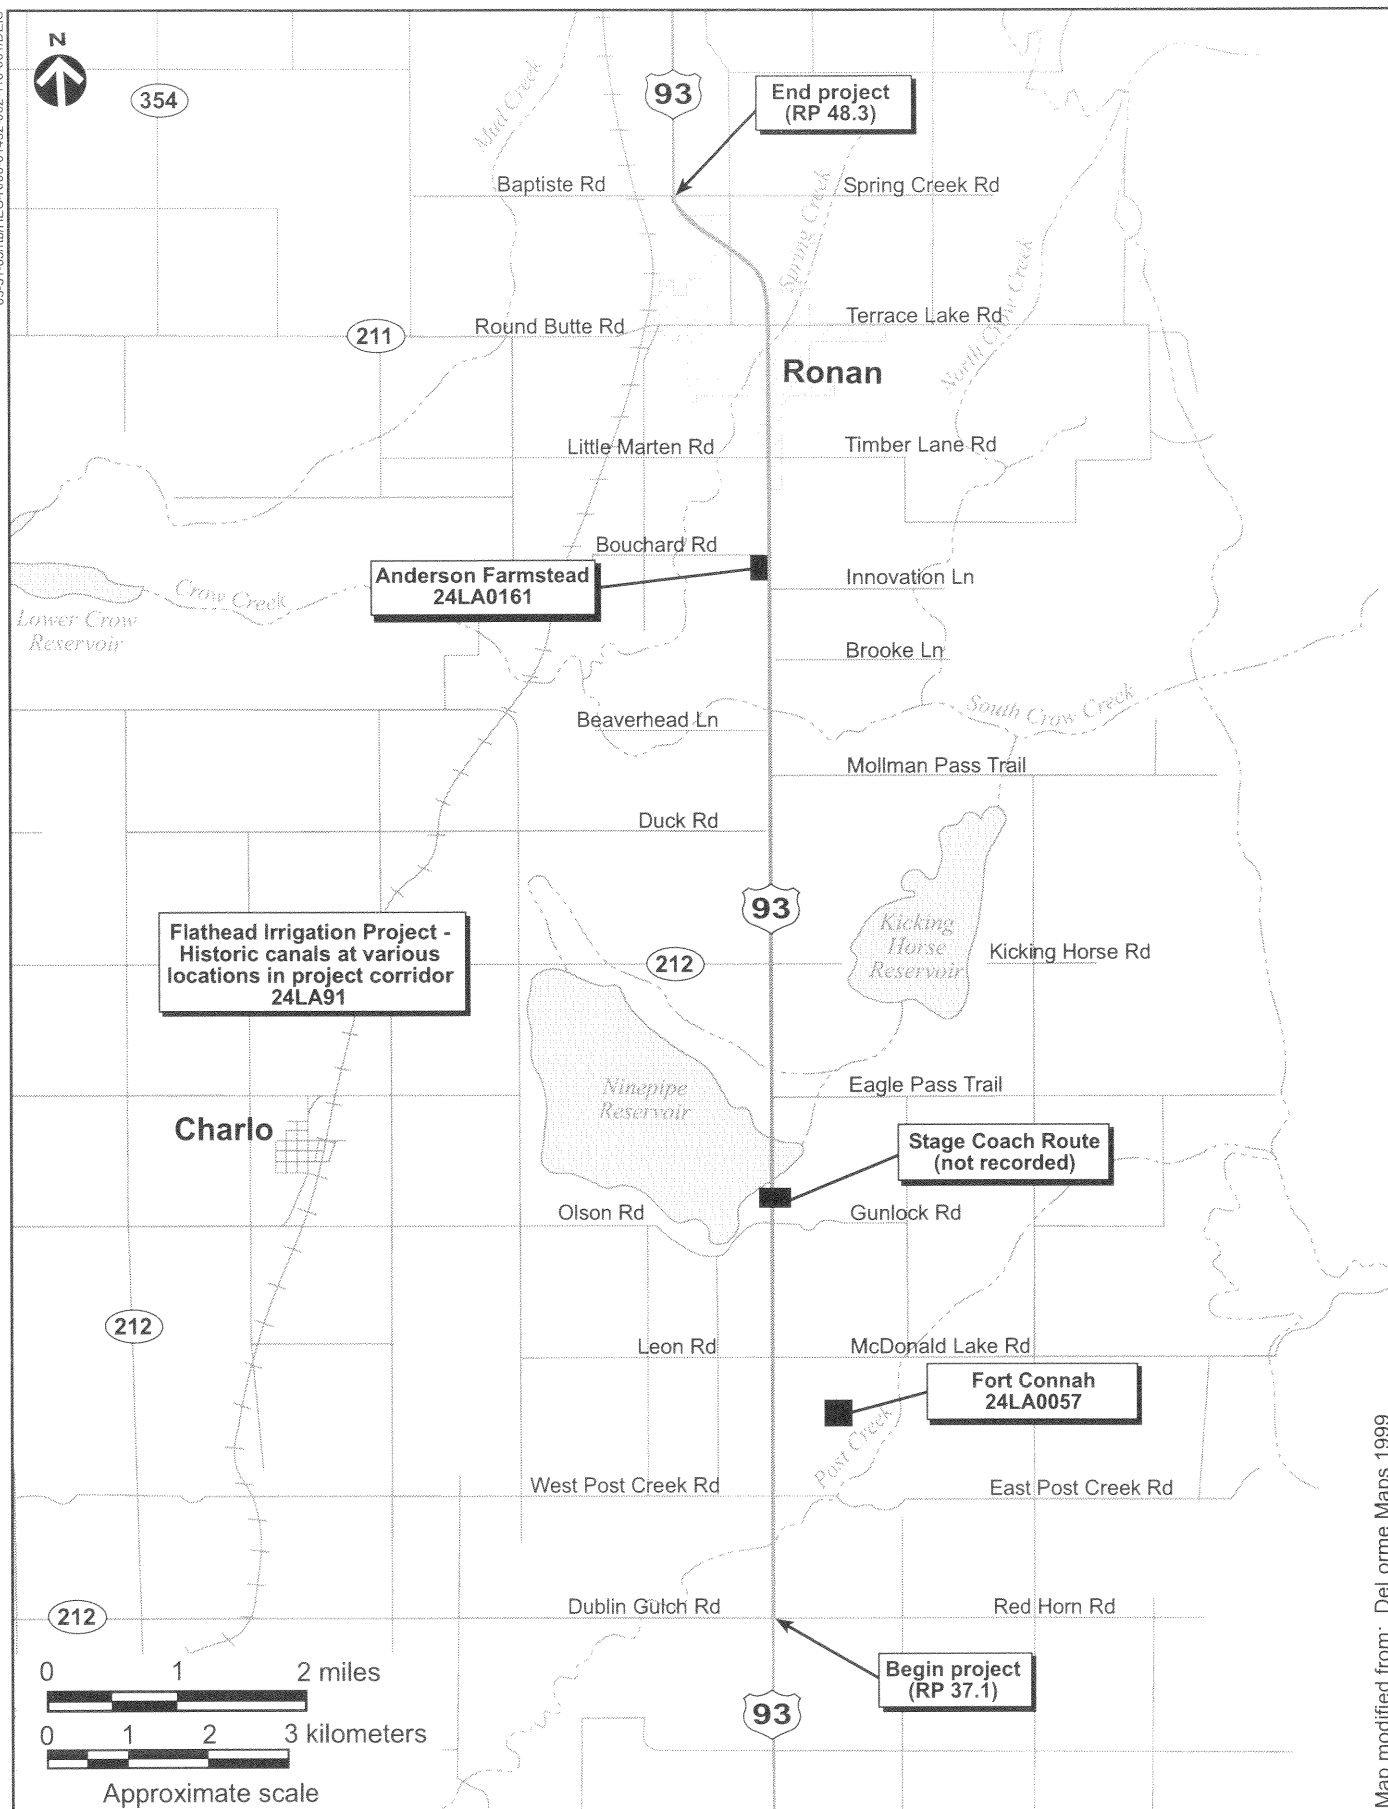 N
354
93
End project
(RP 48.3)
Mud Creek
Baptiste Rd
Spring Creek Rd
Spring Creek
North Crow Creek
211
Round Butte Rd
Terrace Lake Rd
Ronan
Little Marten Rd
Timber Lane Rd
Bouchard Rd
Anderson Farmstead
24LA0161
Innovation Ln
Crow Creek
Lower Crow
Reservoir
Brooke Ln
South Crow Creek
Beaverhead Ln
Mollman Pass Trail
Duck Rd
93
Flathead Irrigation Project -
Historic canals at various
locations in project corridor
24LA91
Kicking
Horse
Reservoir
212
Kicking Horse Rd
Ninepipe
Reservoir
Eagle Pass Trail
Charlo
Stage Coach Route
(not recorded)
Olson Rd
Gunlock Rd
212
Leon Rd
McDonald Lake Rd
Fort Connah
24LA0057
Post Creek
West Post Creek Rd
East Post Creek Rd
212
Dublin Gulch Rd
Red Horn Rd
Begin project
(RP 37.1)
93
0 1 2 miles
0 1 2 3 kilometers
Approximate scale
Map modified from: DeLorme Maps 1999